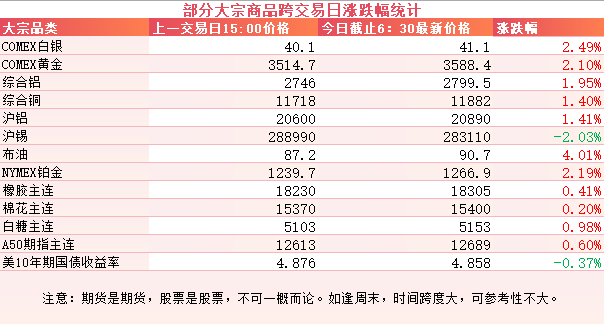 部分大宗商品跨交易日涨跌幅统计
大宗品类 上一交易日15:00价格 今日截止6：30最新价格 涨跌幅
COMEX白银 40.1 41.1 2.49%
COMEX黄金 3514.7 3588.4 2.10%
综合铝 2746 2799.5 1.95%
综合铜 11718 11882 1.40%
沪铝 20600 20890 1.41%
沪锡 288990 283110 -2.03%
布油 87.2 90.7 4.01%
NYMEX铂金 1239.7 1266.9 2.19%
橡胶主连 18230 18305 0.41%
棉花主连 15370 15400 0.20%
白糖主连 5103 5153 0.98%
A50期指主连 12613 12689 0.60%
美10年期国债收益率 4.876 4.858 -0.37%
注意：期货是期货，股票是股票，不可一概而论。如逢周末，时间跨度大，可参考性不大。